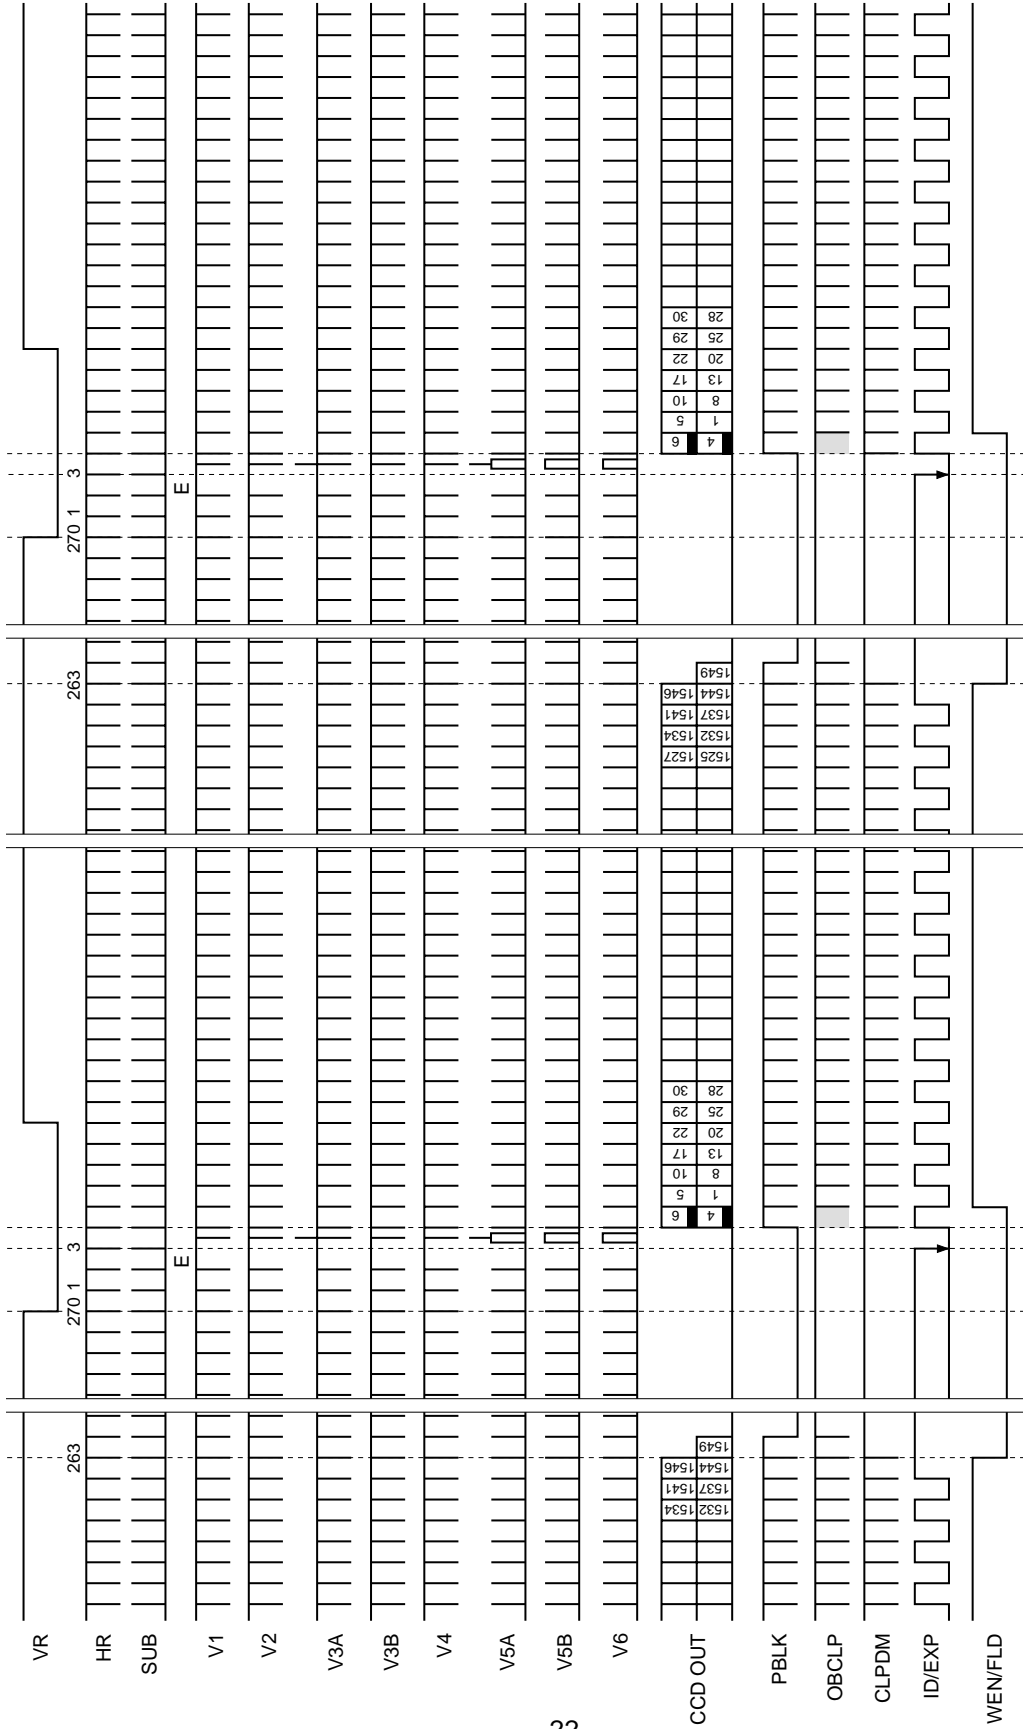 VR
263 270 1 3 263 270 1 3
HR
SUB
E E
V1
V2
V3A
V3B
V4
V5A
V5B
V6
1534 1541 1546 6 5 10 17 22 29 30 1527 1534 1541 1546 6 5 10 17 22 29 30
CCD OUT
1532 1537 1544 1549 4 1 8 13 20 25 28 1525 1532 1537 1544 1549 4 1 8 13 20 25 28
PBLK
OBCLP
CLPDM
ID/EXP
WEN/FLD
22